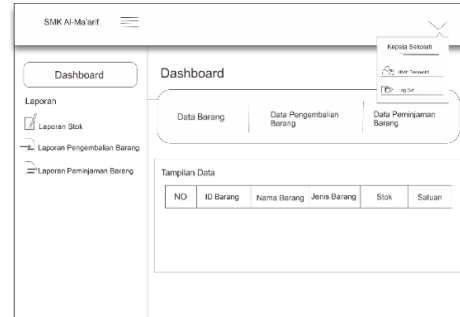 SMK Al-Ma'arif
Kepala Sekolah
Ubah Password
Log Out
Dashboard
Laporan
Laporan Stok
Laporan Pengembalian Barang
Laporan Peminjaman Barang
Dashboard
Data Barang
Data Pengembalian
Barang
Data Peminjaman
Barang
Tampilan Data
NO ID Barang Nama Barang Jenis Barang Stok Satuan